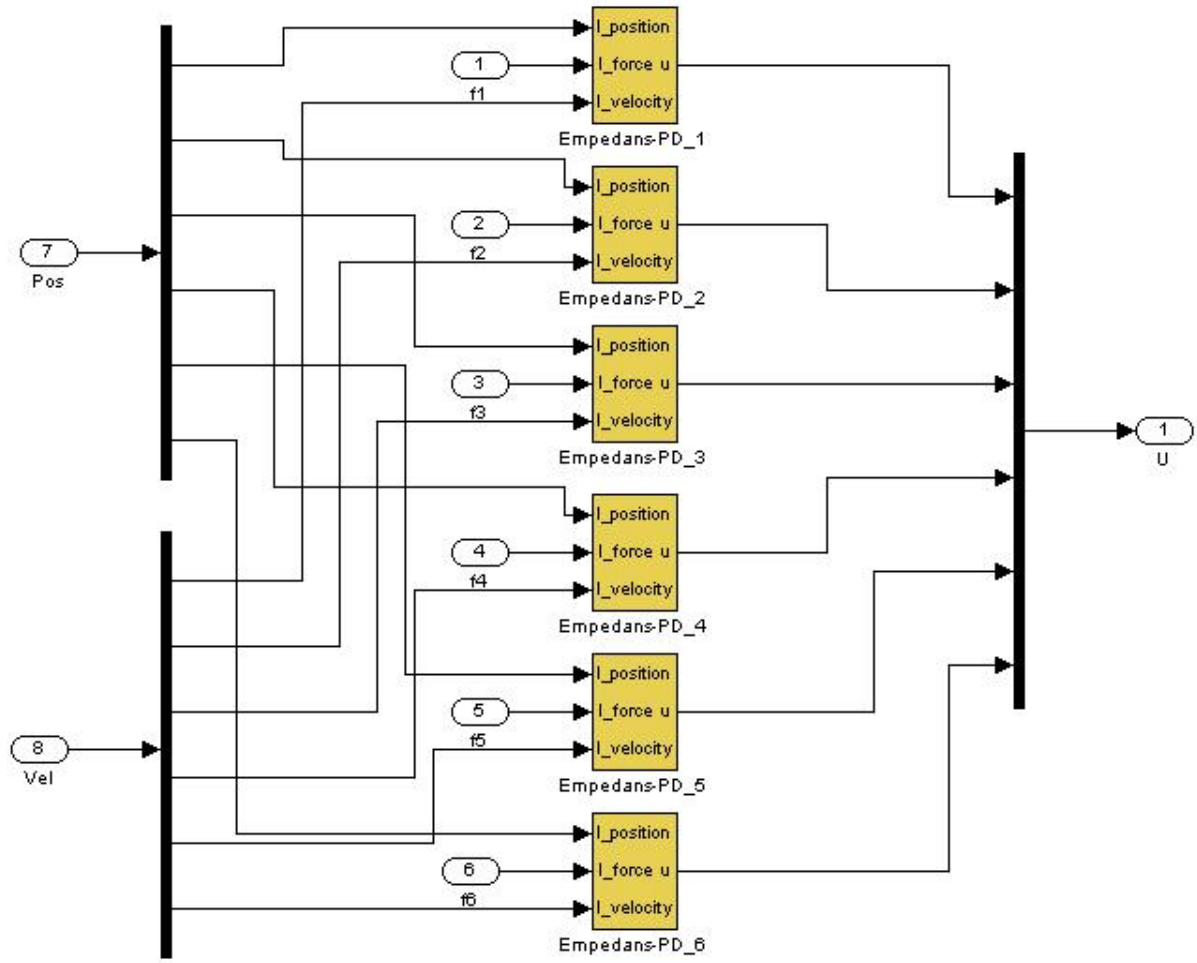 l_position
1
l_force u
f1
l_velocity
Empedans-PD_1
l_position
2
l_force u
f2
l_velocity
Empedans-PD_2
7
Pos
l_position
3
l_force u
f3
l_velocity
Empedans-PD_3
1
U
l_position
4
l_force u
f4
l_velocity
Empedans-PD_4
l_position
5
l_force u
f5
l_velocity
Empedans-PD_5
8
Vel
l_position
6
l_force u
f6
l_velocity
Empedans-PD_6